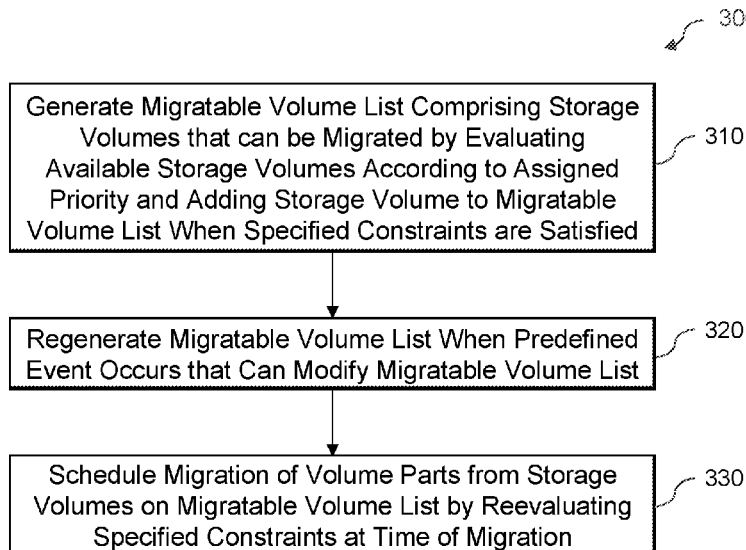 30
Generate Migratable Volume List Comprising Storage
Volumes that can be Migrated by Evaluating
Available Storage Volumes According to Assigned
Priority and Adding Storage Volume to Migratable
Volume List When Specified Constraints are Satisfied
310
Regenerate Migratable Volume List When Predefined
Event Occurs that Can Modify Migratable Volume List
320
Schedule Migration of Volume Parts from Storage
Volumes on Migratable Volume List by Reevaluating
Specified Constraints at Time of Migration
330